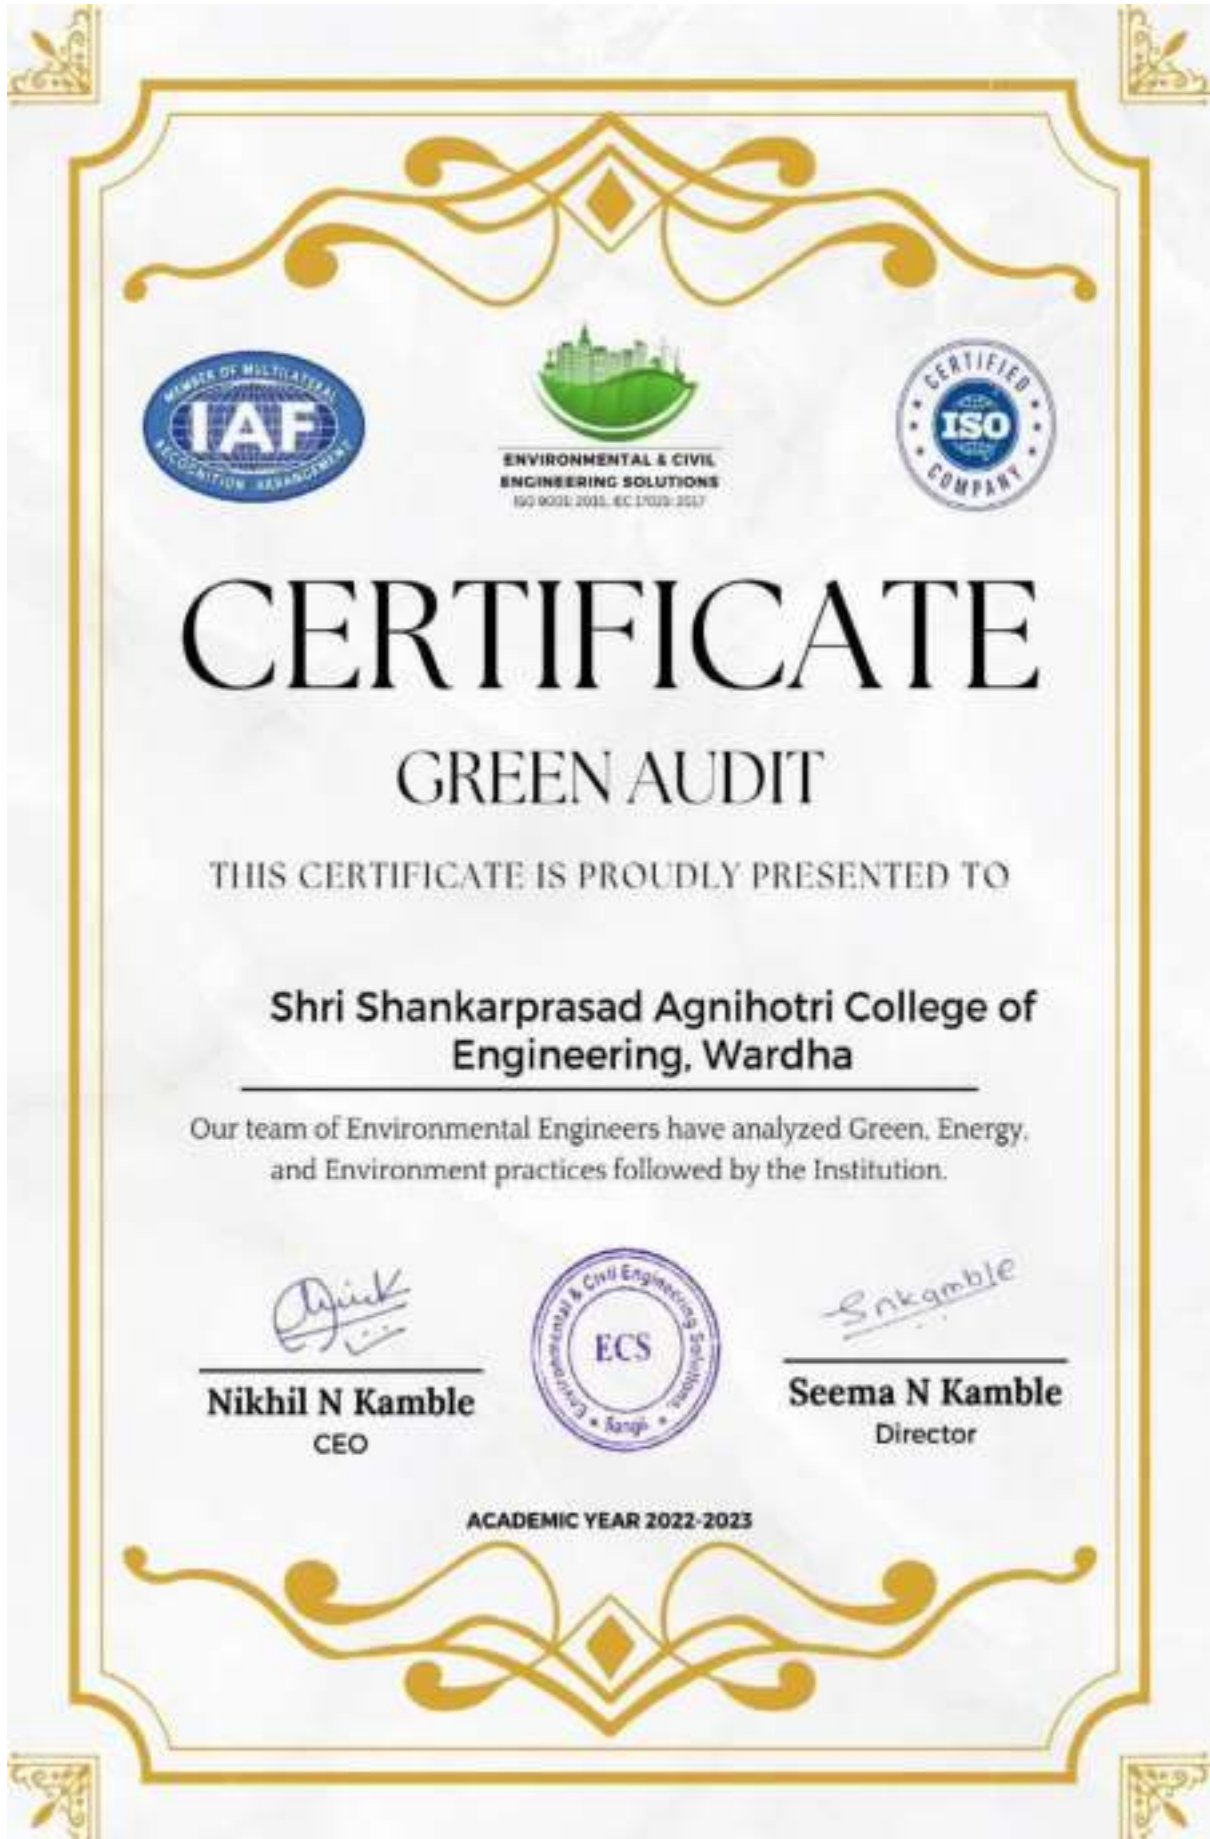 MEMBER OF MULTILATERAL
IAF
RECOGNITION ARRANGEMENT
ENVIRONMENTAL & CIVIL
ENGINEERING SOLUTIONS
CERTIFIED
ISO
COMPANY
CERTIFICATE
GREEN AUDIT
THIS CERTIFICATE IS PROUDLY PRESENTED TO
Shri Shankarprasad Agnihotri College of
Engineering, Wardha
Our team of Environmental Engineers have analyzed Green, Energy,
and Environment practices followed by the Institution.
Environmental & Civil Engineering Solutions,
ECS
Snkamble
Nikhil N Kamble
CEO
Seema N Kamble
Director
ACADEMIC YEAR 2022-2023